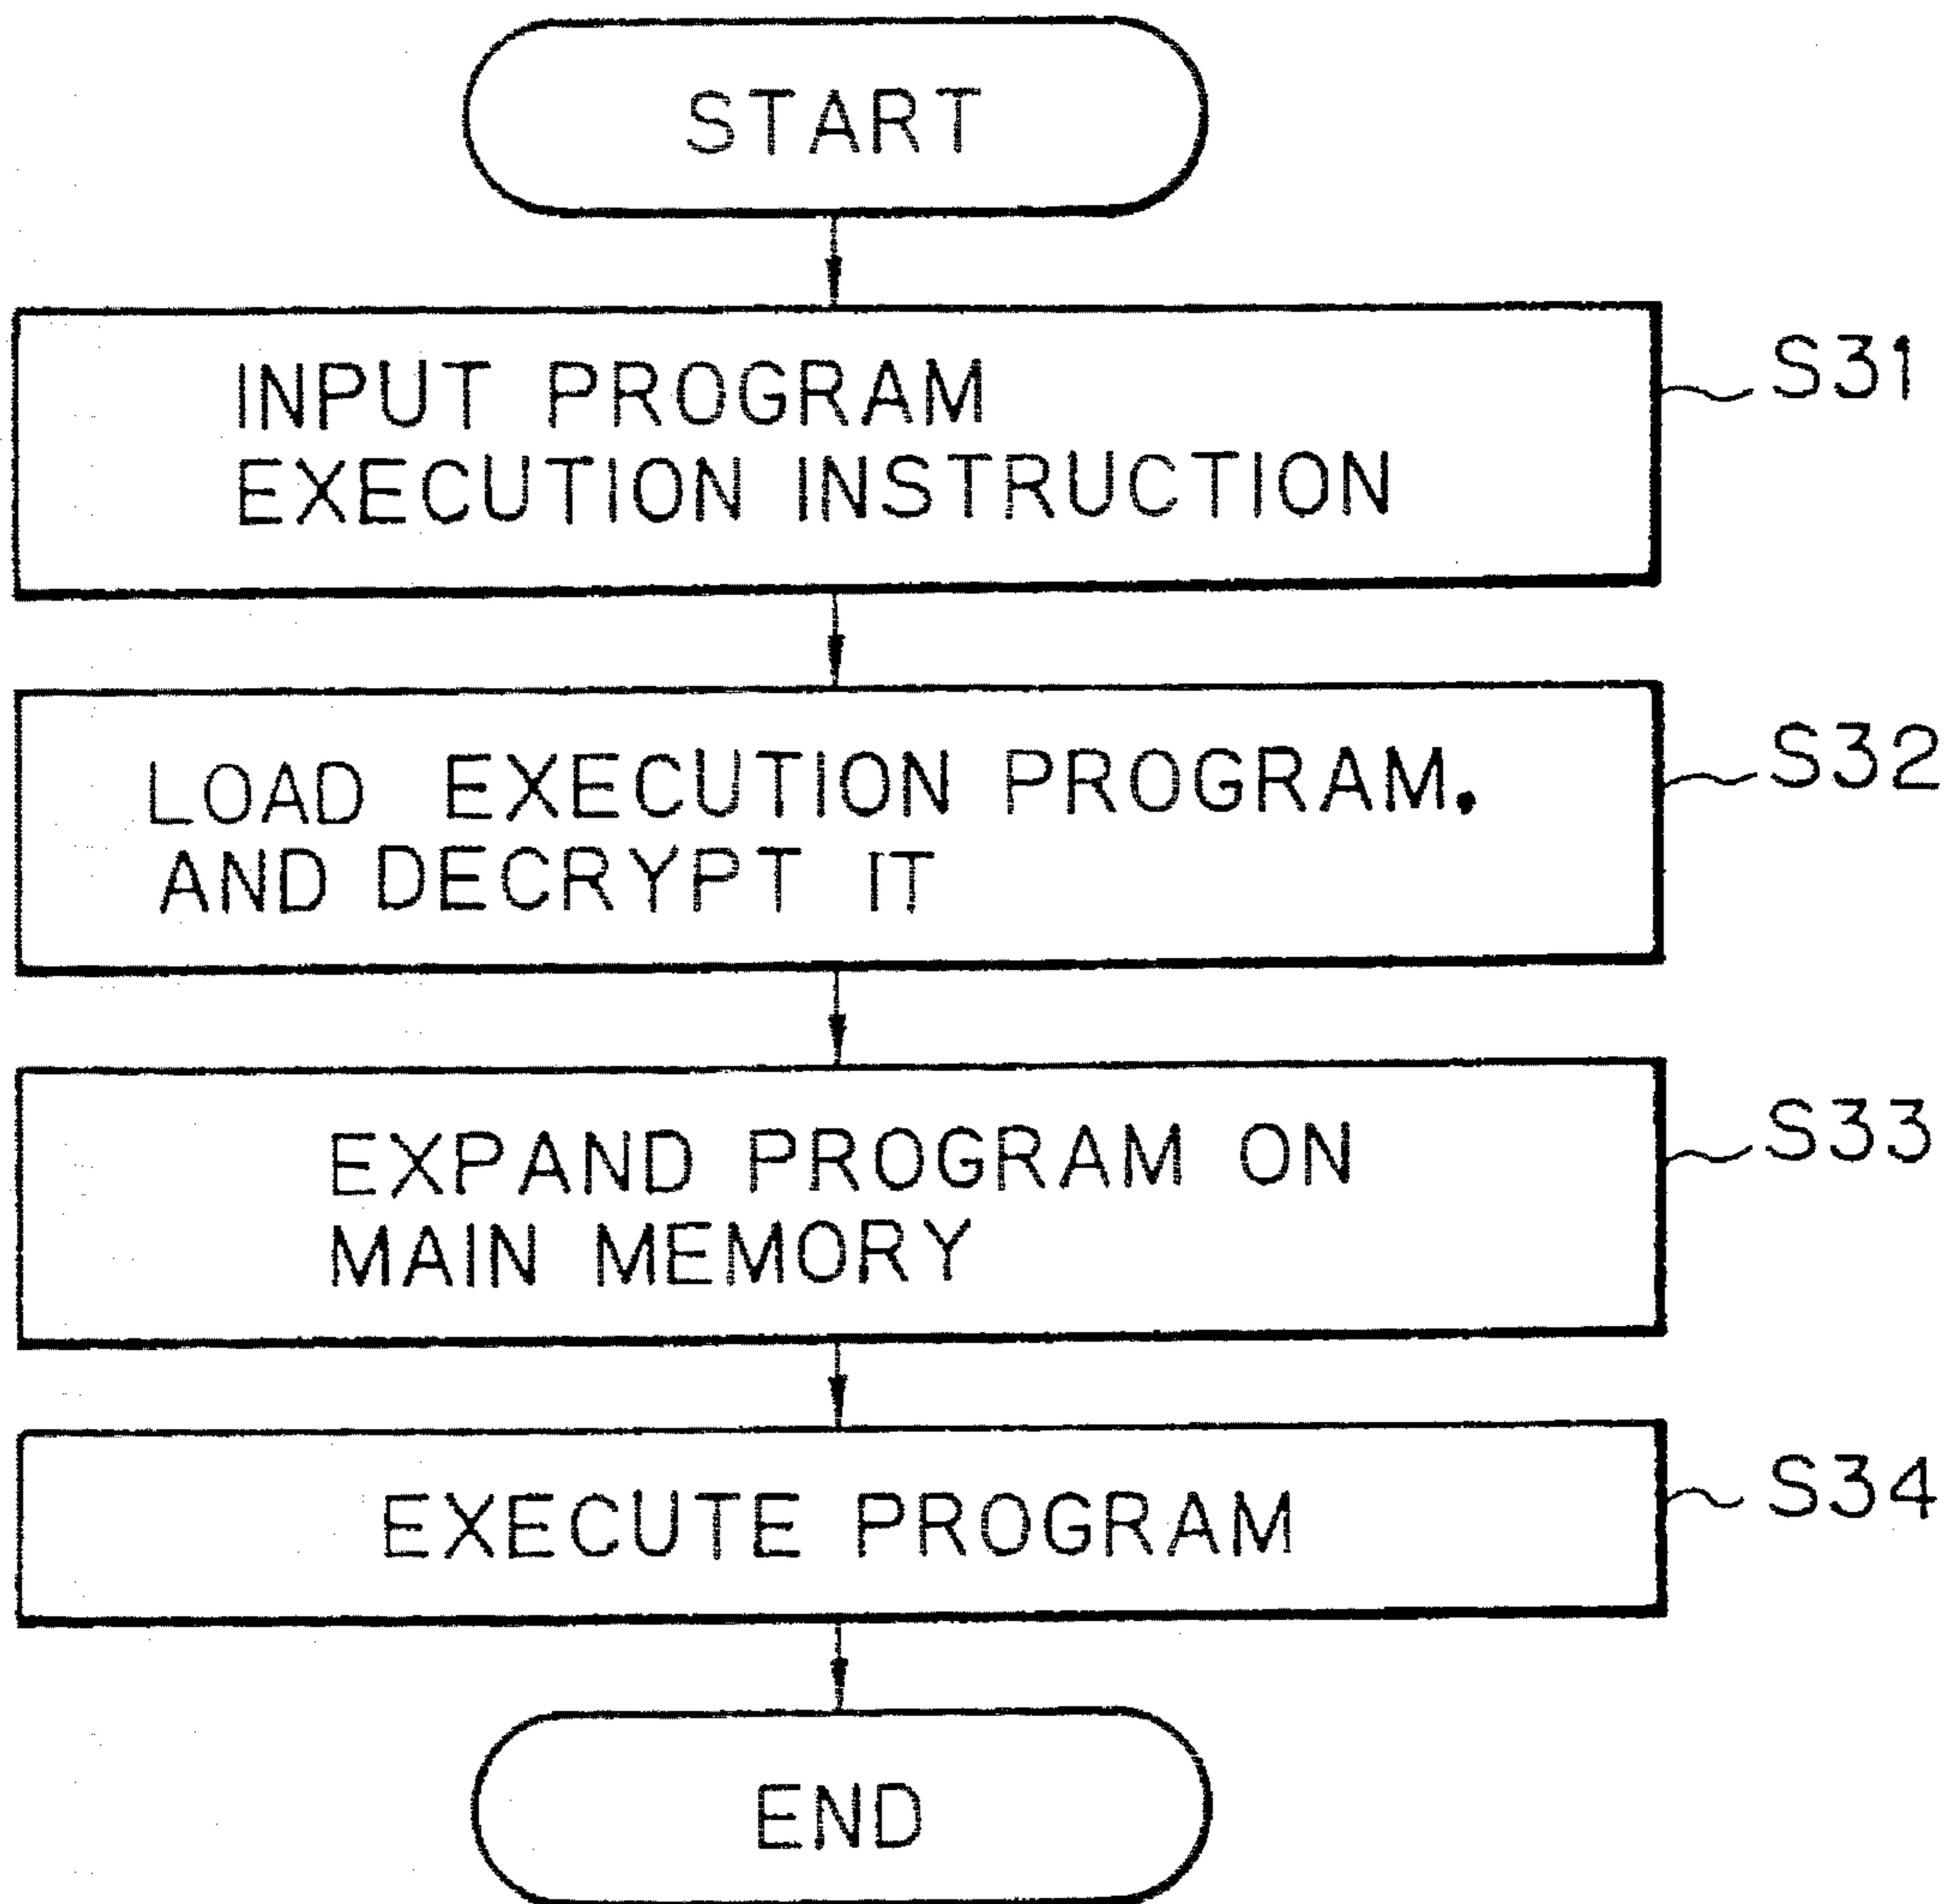 START
INPUT PROGRAM
EXECUTION INSTRUCTION
S31
LOAD EXECUTION PROGRAM.
AND DECRYPT IT
S32
EXPAND PROGRAM ON
MAIN MEMORY
S33
EXECUTE PROGRAM
S34
END